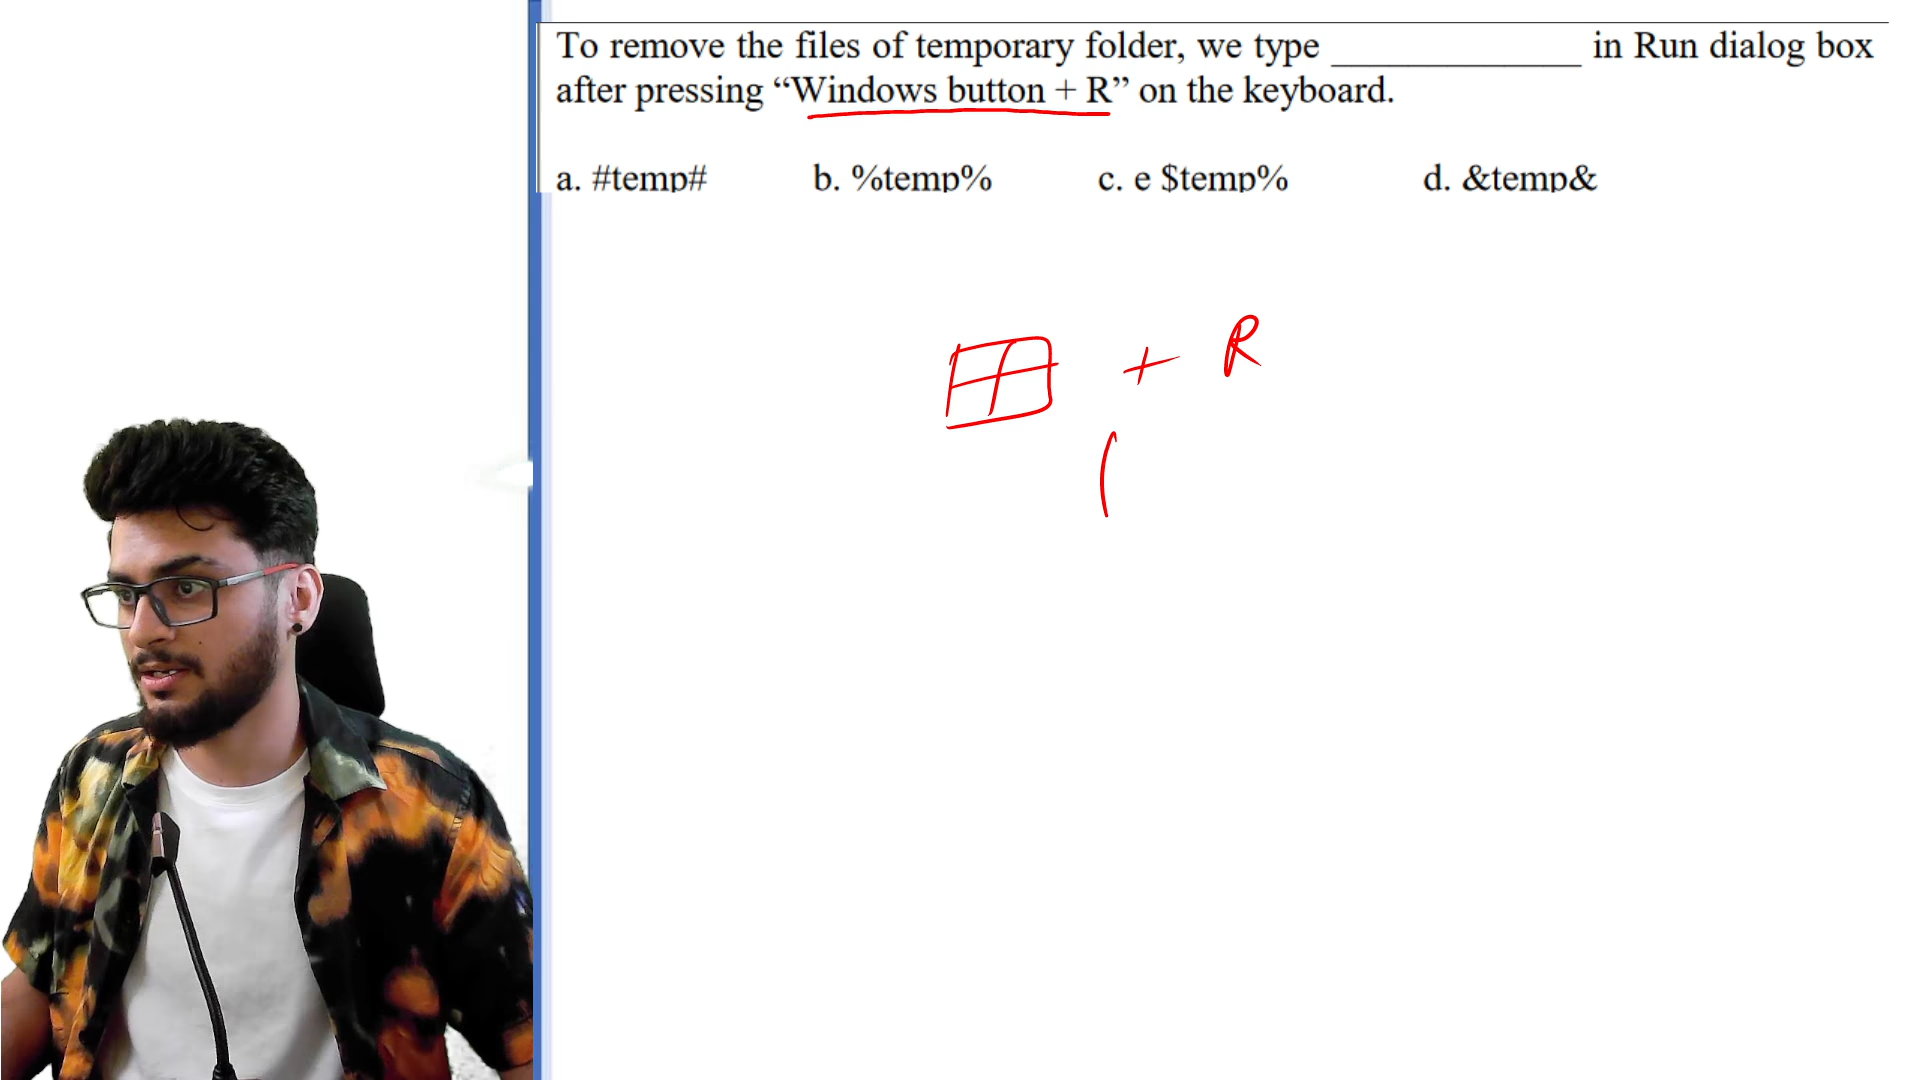 To remove the files of temporary folder, we type _____________ in Run dialog box
after pressing “Windows button + R” on the keyboard.
a. #temp# b. %temp% c. e $temp% d. &temp&
+ R
(